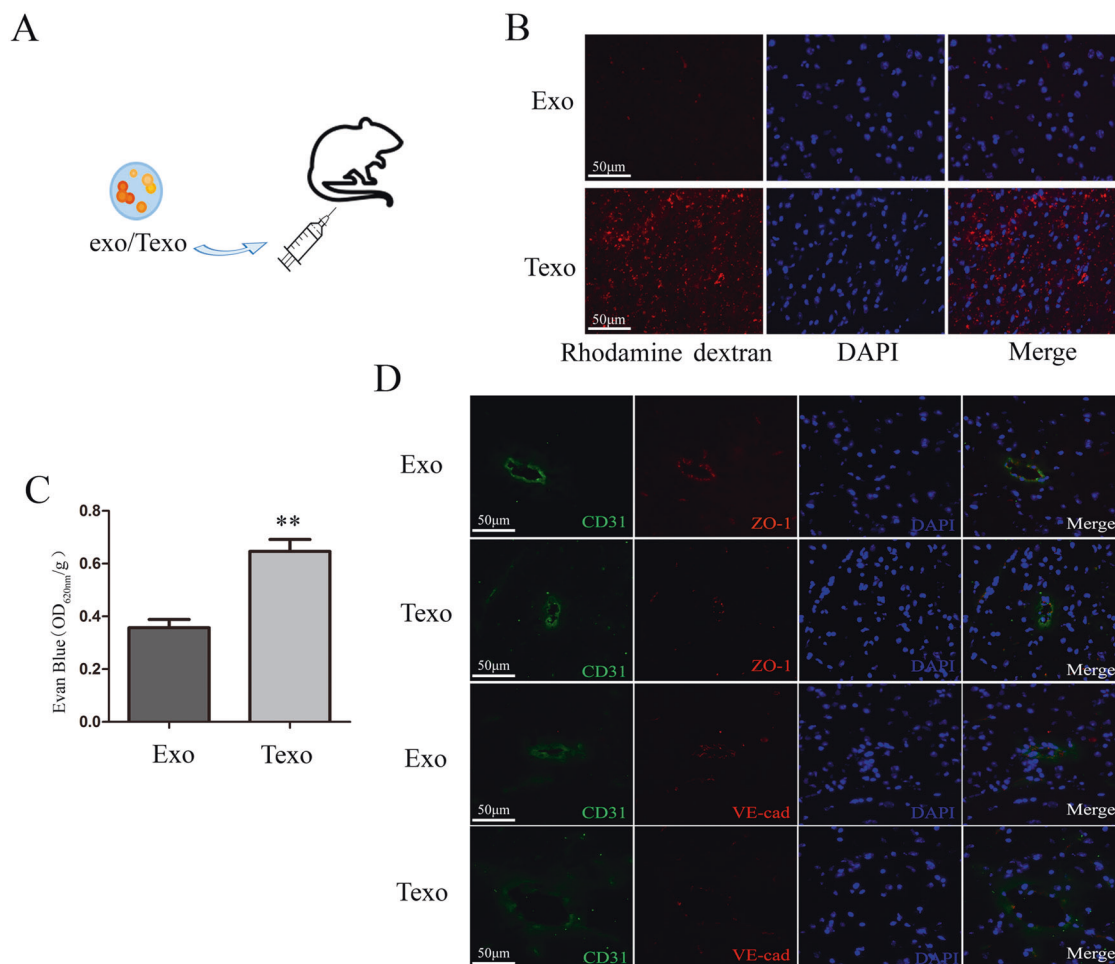 A
exo/Texo
B
Exo
50μm
Texo
50μm
Rhodamine dextran DAPI Merge
C
Evan Blue(OD620nm/g)
0.8
**
0.6
0.4
0.2
0.0
Exo Texo
D
Exo
50μm CD31 ZO-1 DAPI Merge
Texo
50μm CD31 ZO-1 DAPI Merge
Exo
50μm CD31 VE-cad DAPI Merge
Texo
50μm CD31 VE-cad DAPI Merge